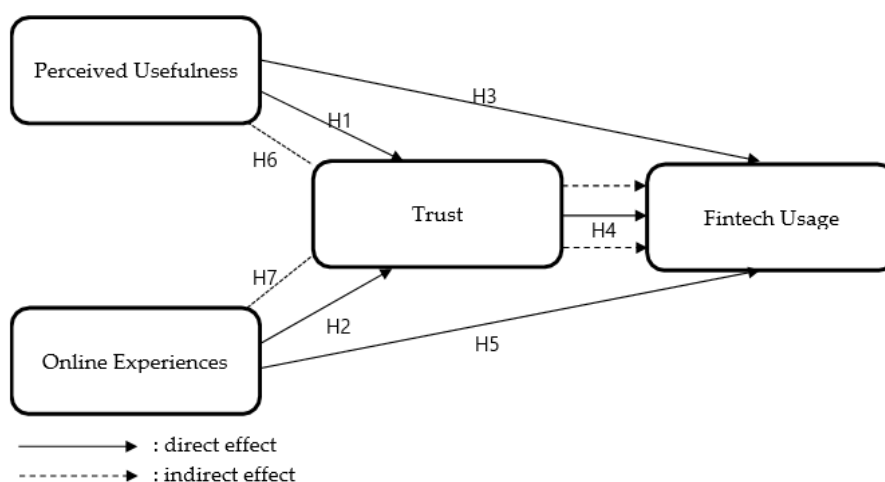 Perceived Usefulness
H3
H1
H6
Trust
Fintech Usage
H4
H7
H2
Online Experiences
H5
: direct effect
: indirect effect